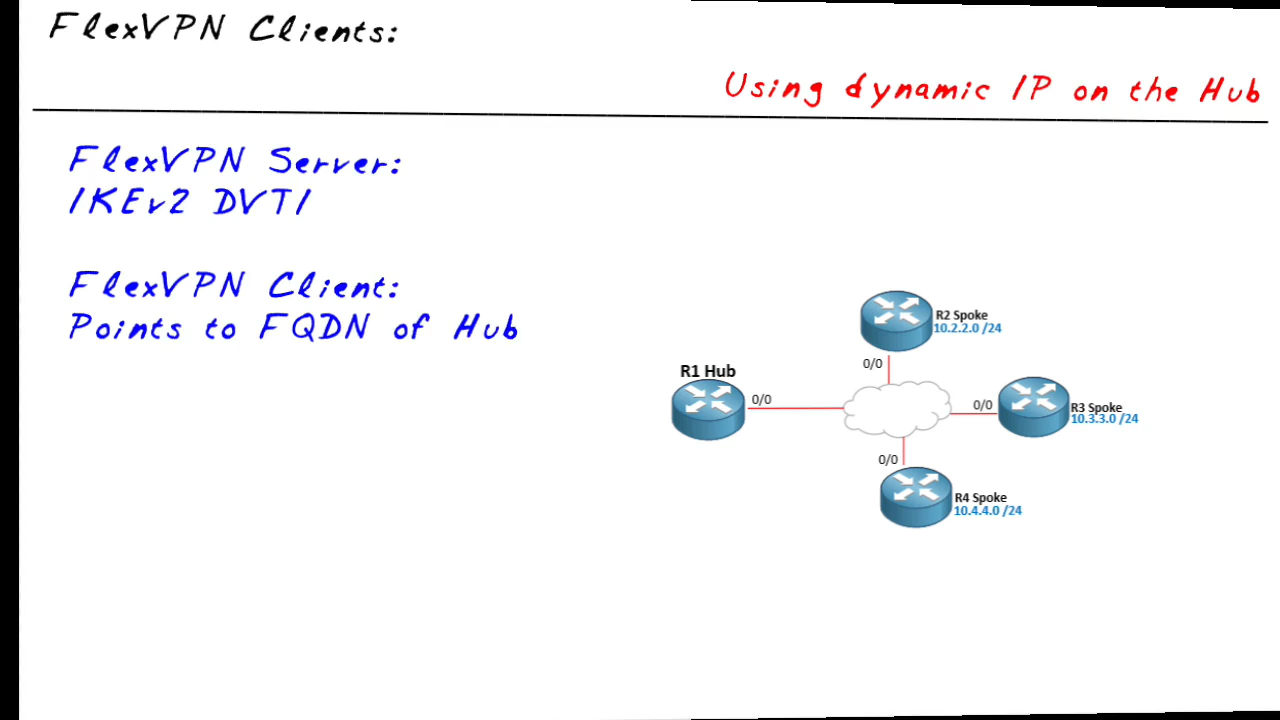 FlexVPN Clients:
Using dynamic IP on the Hub
FlexVPN Server:
IKEv2 DVTI
FlexVPN Client:
Points to FQDN of Hub
R2 Spoke
10.2.2.0 /24
0/0
R1 Hub
0/0
0/0
R3 Spoke
10.3.3.0 /24
0/0
R4 Spoke
10.4.4.0 /24